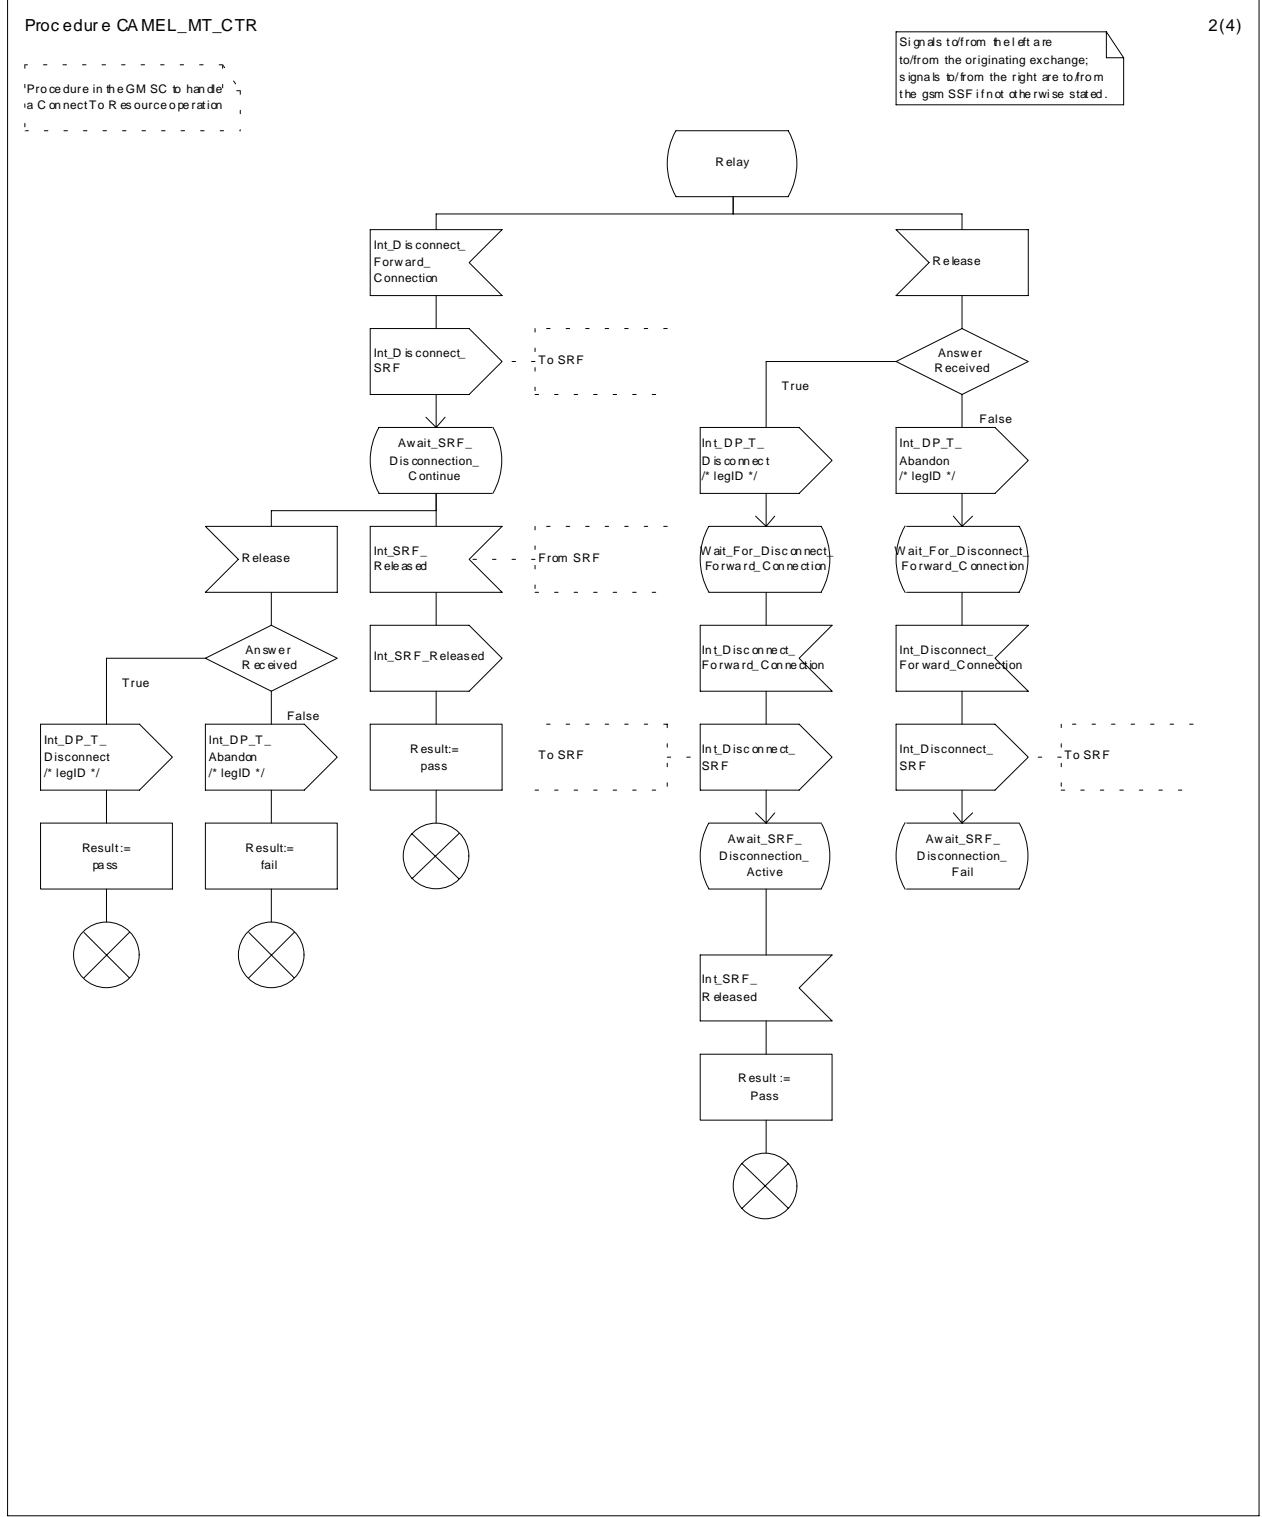 Procedure CAMEL_MT_CTR
2(4)
Procedure in the GMSC to handle
a ConnectToResource operation
Signals to/from the left are
to/from the originating exchange;
signals to/from the right are to/from
the gsmSSF if not otherwise stated.
Relay
Int_Disconnect_
Forward_
Connection
Release
Int_Disconnect_
SRF
To SRF
Answer
Received
True
False
Await_SRF_
Disconnection_
Continue
Int_DP_T_
Disconnect
/* legID */
Int_DP_T_
Abandon
/* legID */
Release
Int_SRF_
Released
From SRF
Wait_For_Disconnect_
Forward_Connection
Wait_For_Disconnect_
Forward_Connection
Answer
Received
True
False
Int_SRF_Released
Int_Disconnect_
Forward_Connection
Int_Disconnect_
Forward_Connection
Int_DP_T_
Disconnect
/* legID */
Int_DP_T_
Abandon
/* legID */
Result:=
pass
To SRF
Int_Disconnect_
SRF
Int_Disconnect_
SRF
To SRF
Result:=
pass
Result:=
fail
Await_SRF_
Disconnection_
Active
Await_SRF_
Disconnection_
Fail
Int_SRF_
Released
Result:=
Pass